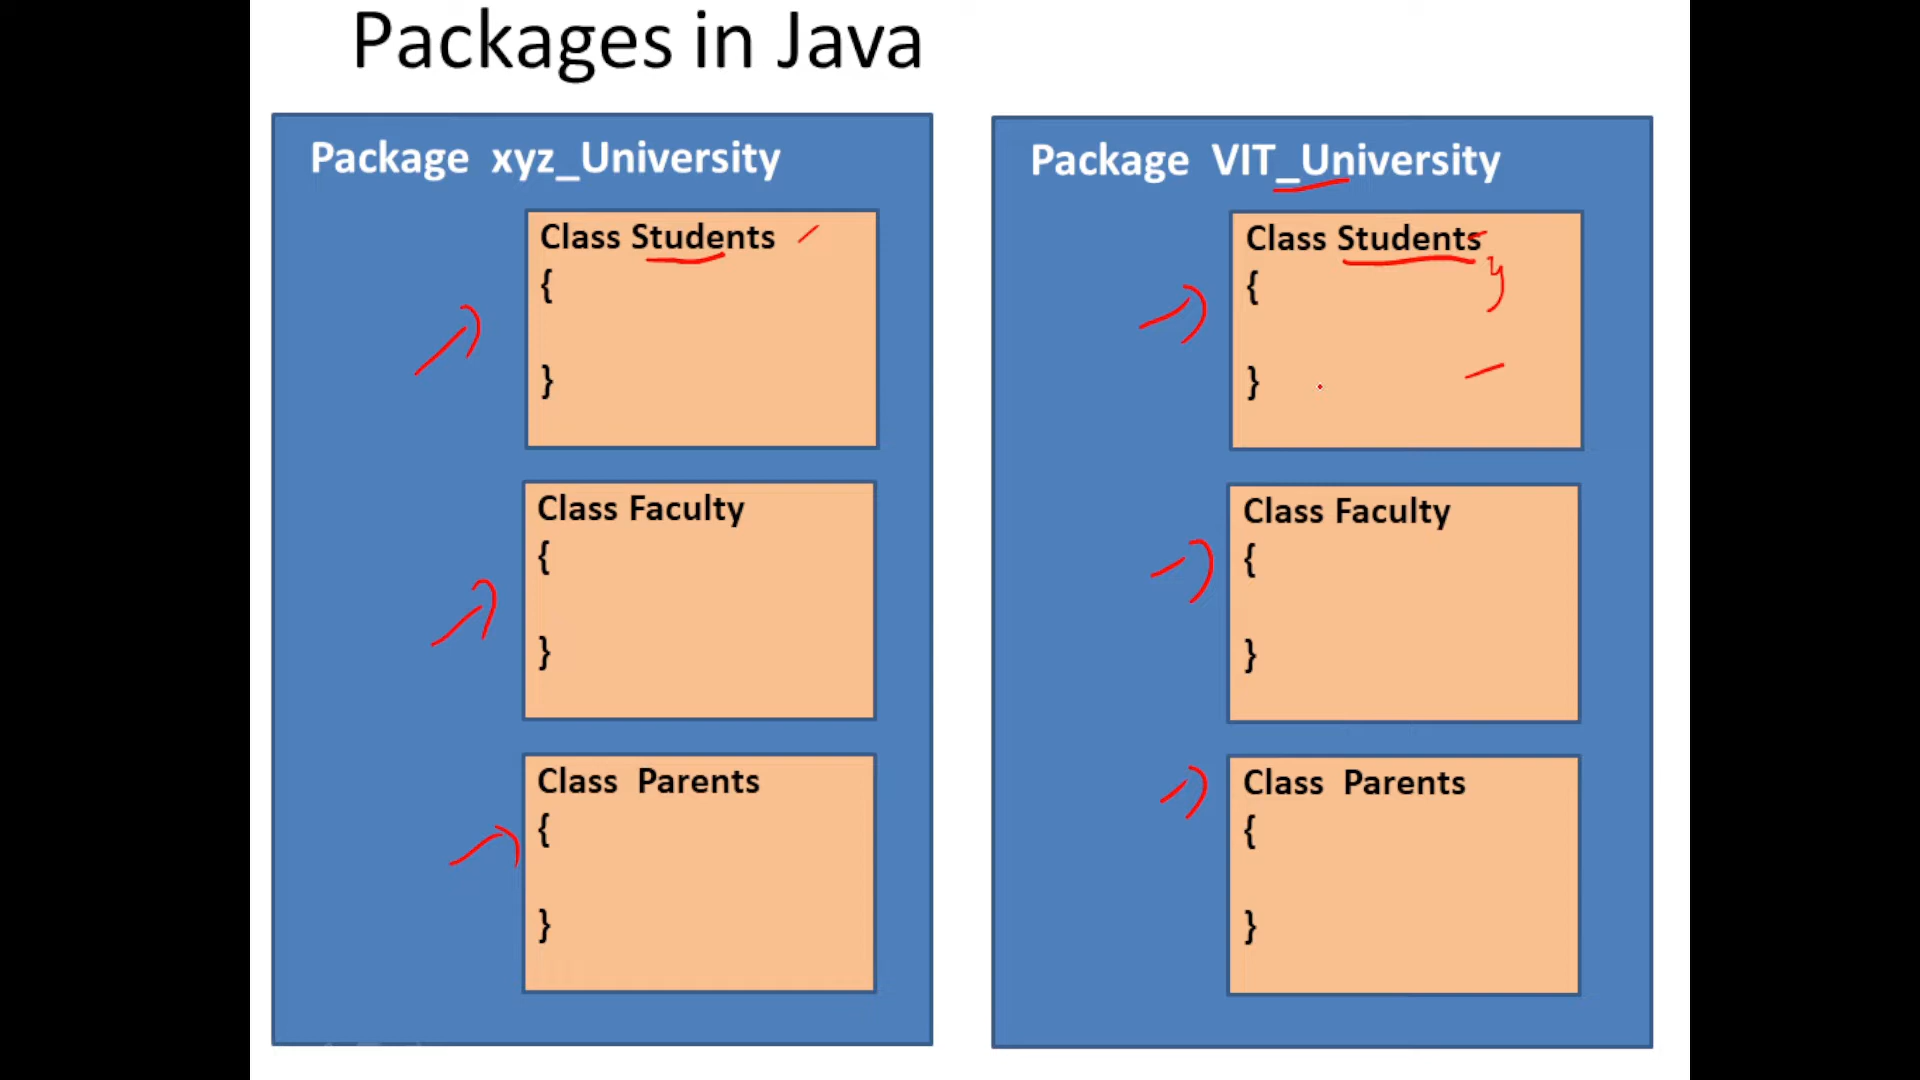 Packages in Java
Package xyz_University
Class Students
{
}
Class Faculty
{
}
Class Parents
{
}
Package VIT_University
Class Students
{
}
Class Faculty
{
}
Class Parents
{
}